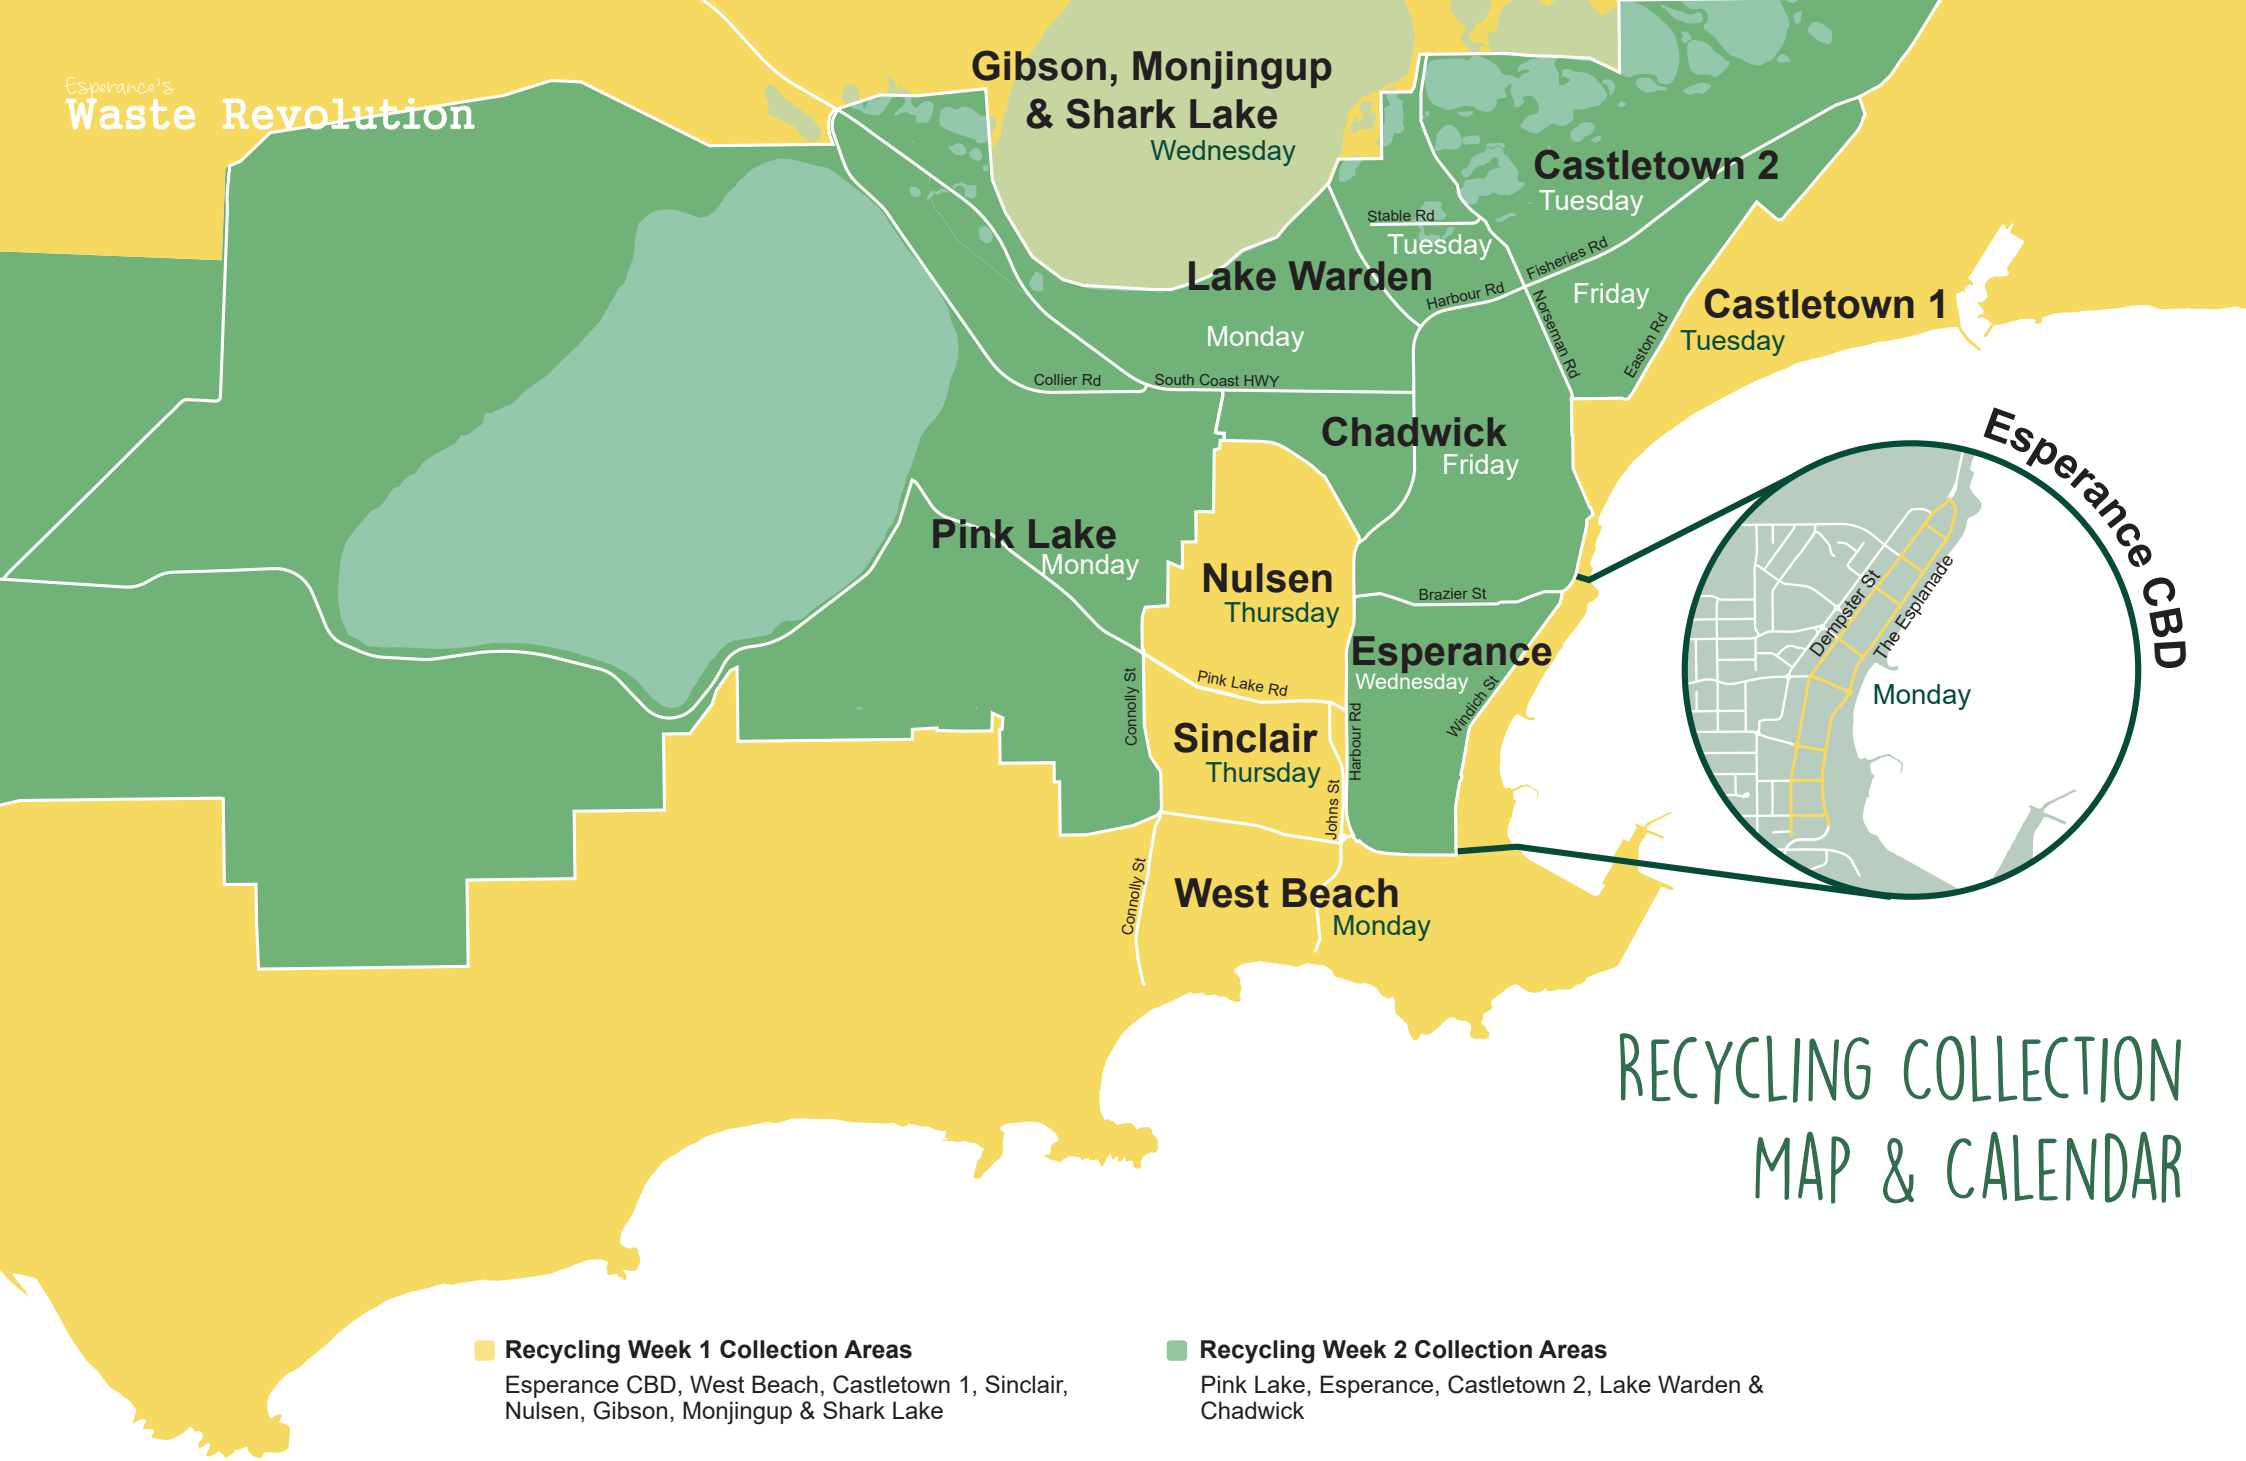 Esperance's
Waste Revolution
Gibson, Monjingup
& Shark Lake
Wednesday
Castletown 2
Tuesday
Stable Rd
Tuesday
Lake Warden
Monday
Fisheries Rd
Harbour Rd
Friday
Norseman Rd
Easton Rd
Castletown 1
Tuesday
Collier Rd
South Coast HWY
Chadwick
Friday
Esperance CBD
Pink Lake
Monday
Nulsen
Thursday
Brazier St
Esperance
Wednesday
Windich St
Dempster St
The Esplanade
Monday
Connolly St
Pink Lake Rd
Sinclair
Thursday
Harbour Rd
Johns St
West Beach
Monday
Connolly St
RECYCLING COLLECTION
MAP & CALENDAR
Recycling Week 1 Collection Areas
Esperance CBD, West Beach, Castletown 1, Sinclair,
Nulsen, Gibson, Monjingup & Shark Lake
Recycling Week 2 Collection Areas
Pink Lake, Esperance, Castletown 2, Lake Warden &
Chadwick